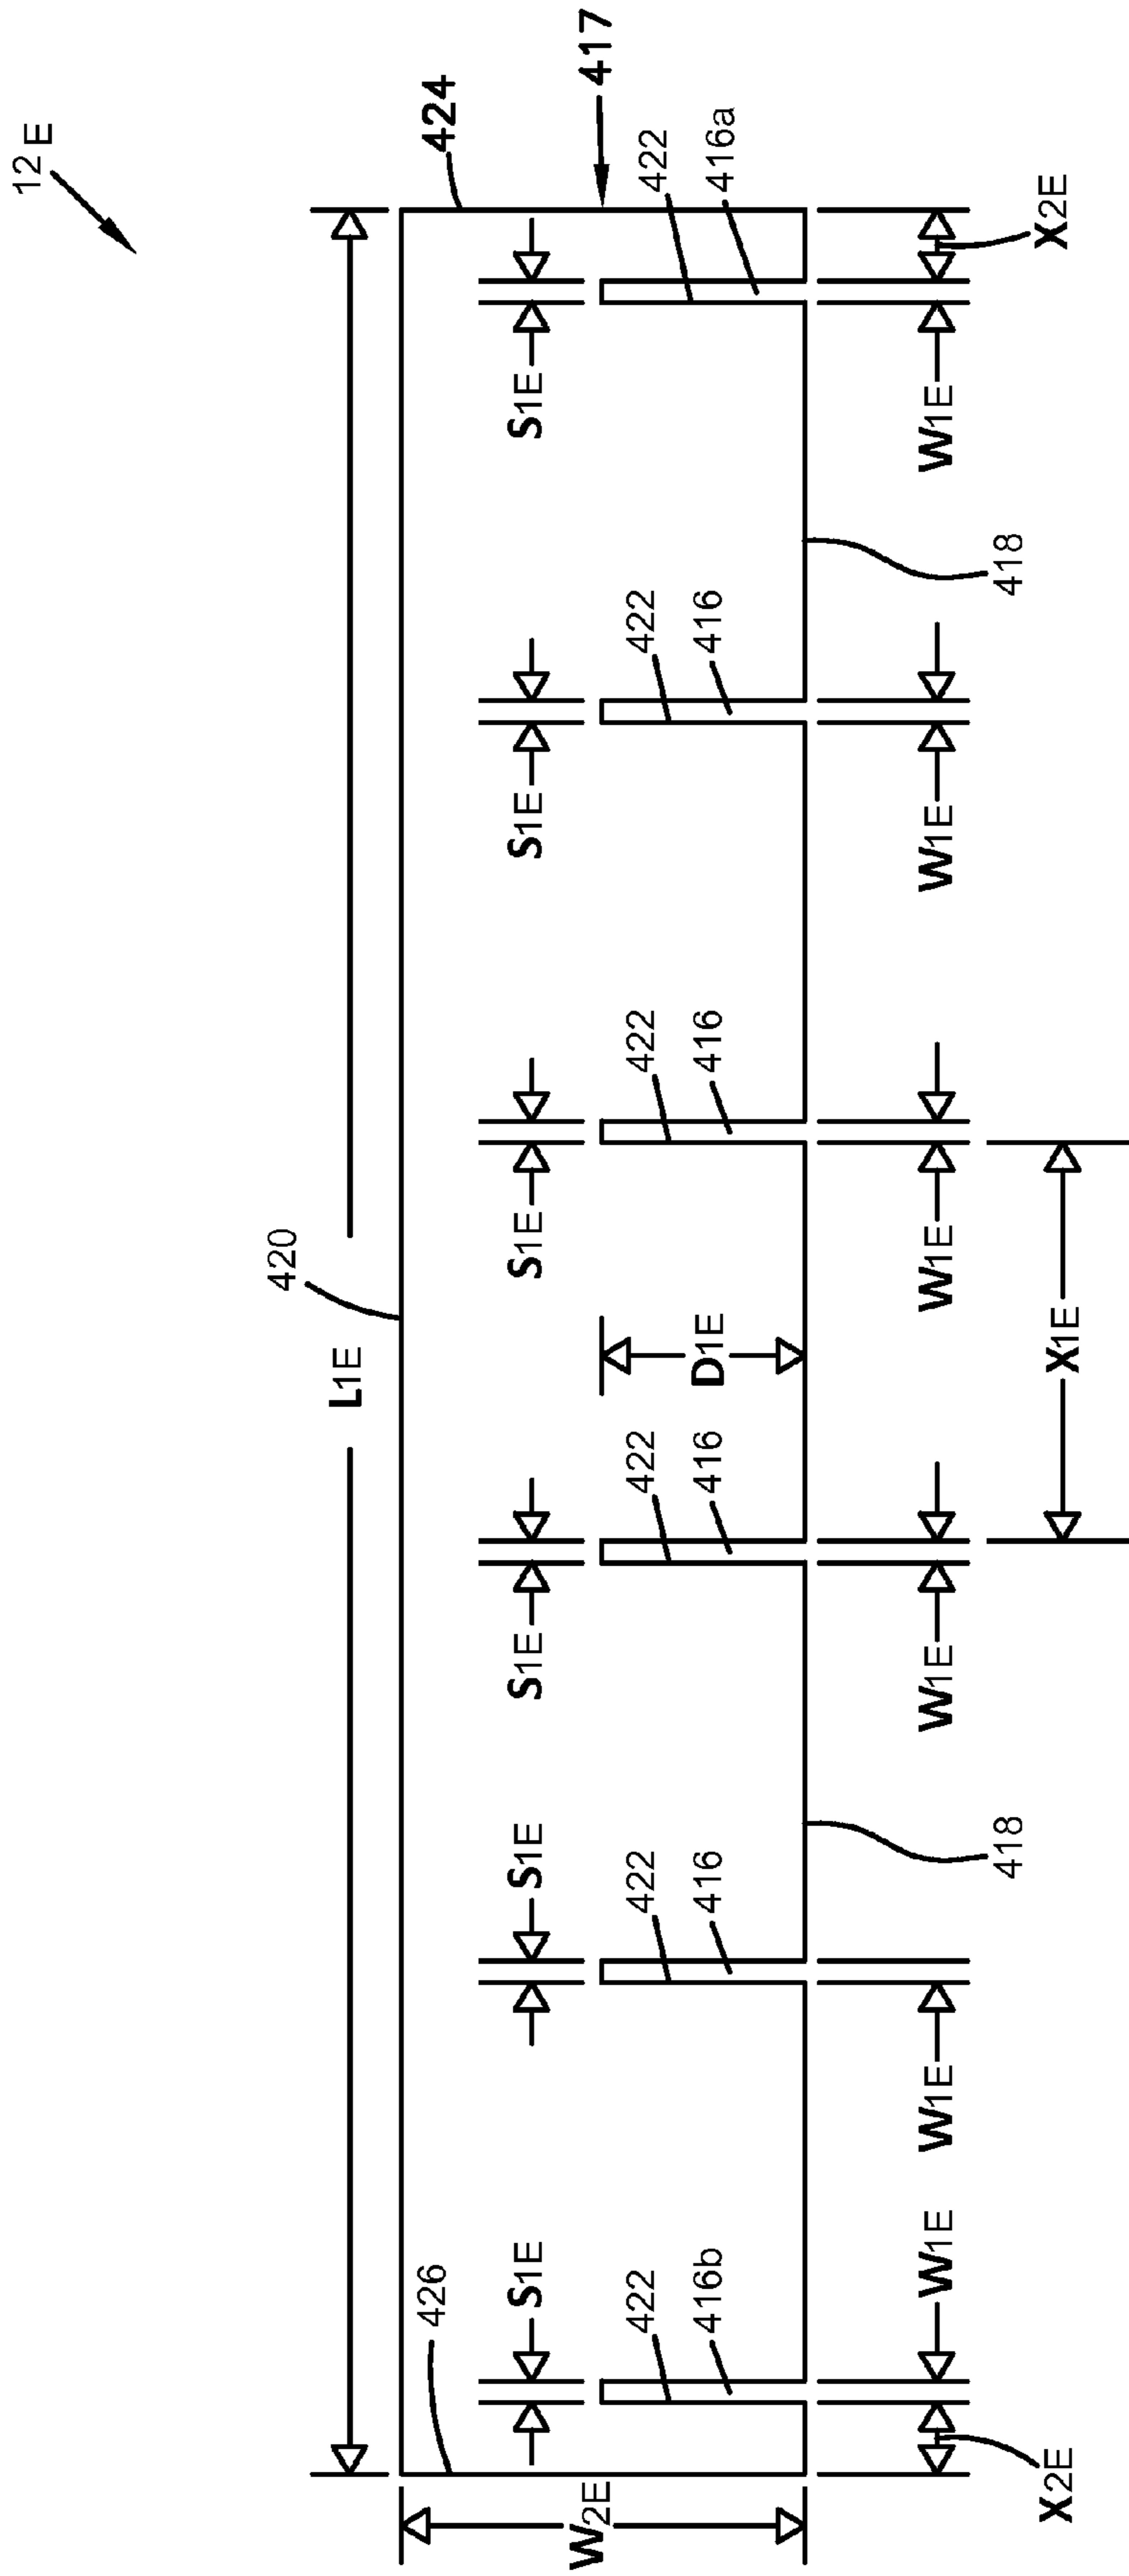 12E
420
L1E
426 424
S1E S1E S1E S1E S1E S1E
W2E 417
422 422 422 422 422 422
416b 416 416 D1E 416 416 416a
W1E W1E W1E W1E W1E W1E
418 418
X2E X1E X2E